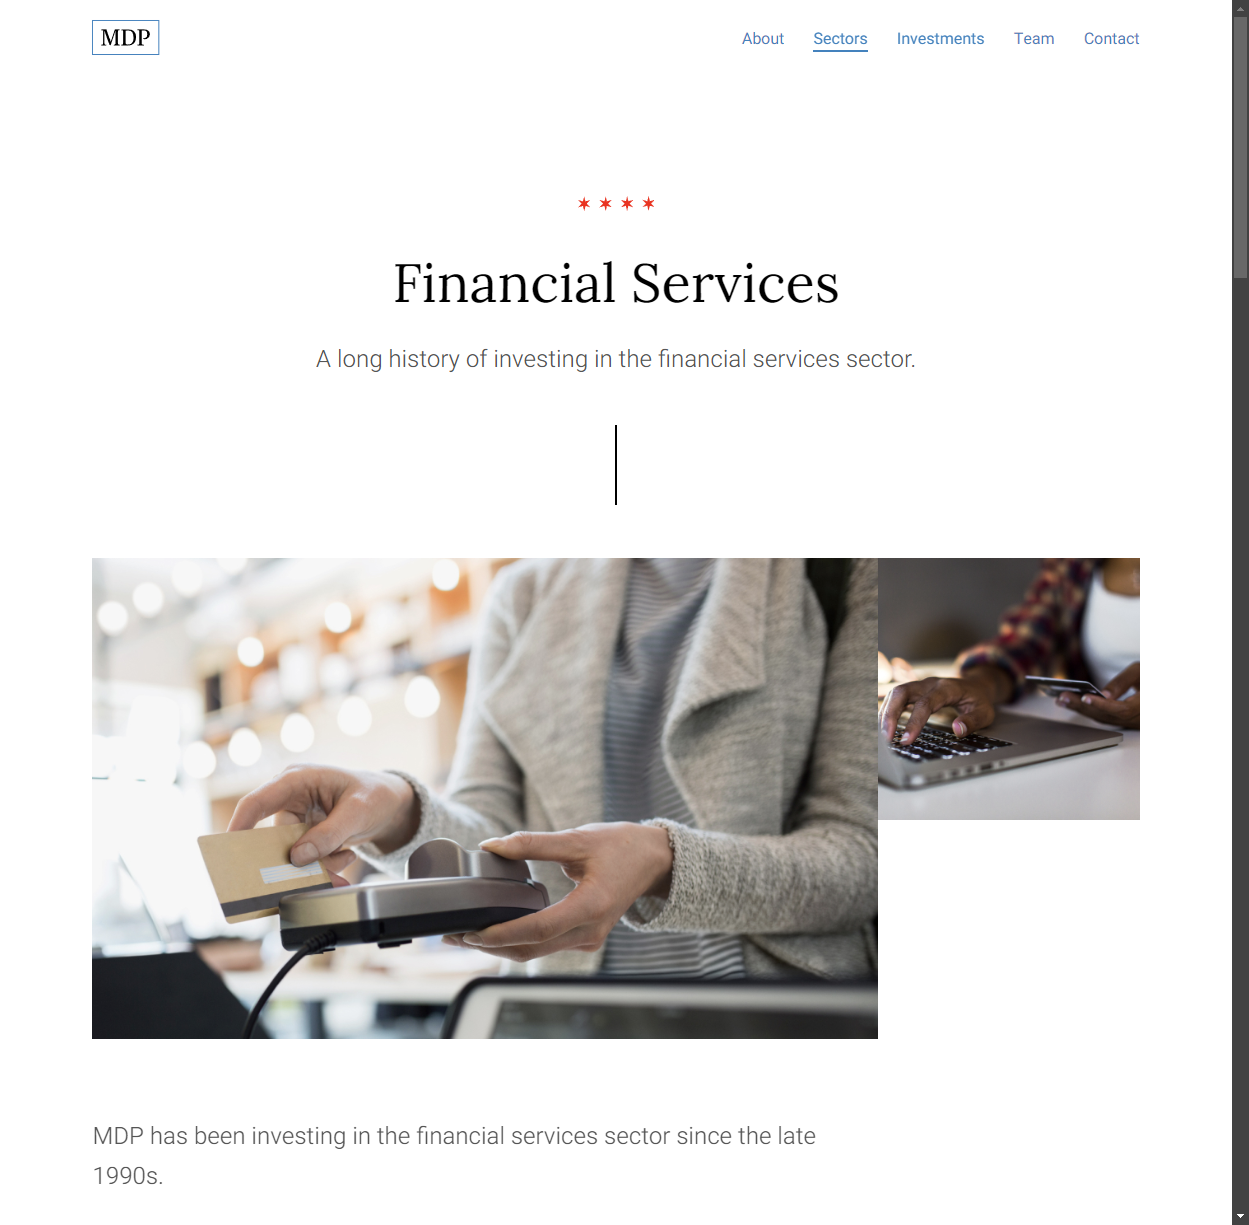 MDP
About Sectors Investments Team Contact
Financial Services
A long history of investing in the financial services sector.
MDP has been investing in the financial services sector since the late
1990s.